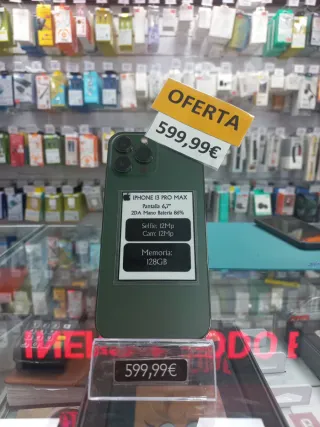 OFERTA
599,99€
IPHONE 13 PRO MAX
Pantalla 6,7"
2DA Mano Batería 86%
Selfie: 12Mp
Cam: 12Mp
Memoria:
128GB
599,99€